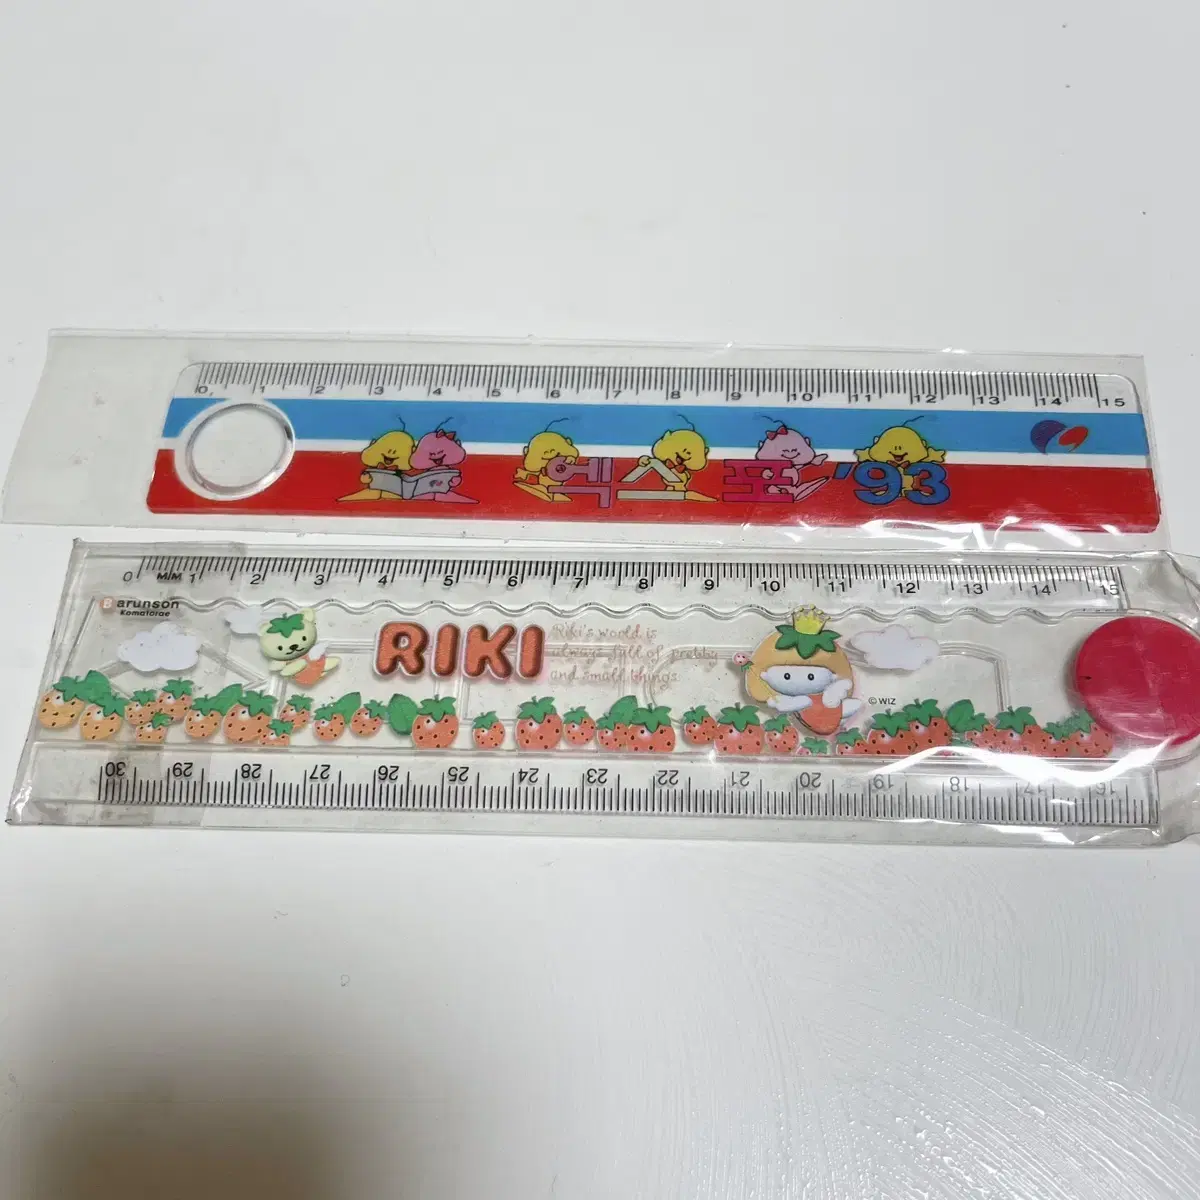 0 1 2 3 4 5 6 7 8 9 10 11 12 13 14 15
엑스포 '93
0 M/M 1 2 3 4 5 6 7 8 9 10 11 12 13 14 15
Barunson
Komafarae
RIKI
Riki's world is
always full of pretty
and small things
©WIZ
30 29 28 27 26 25 24 23 22 21 20 19 18 17 16